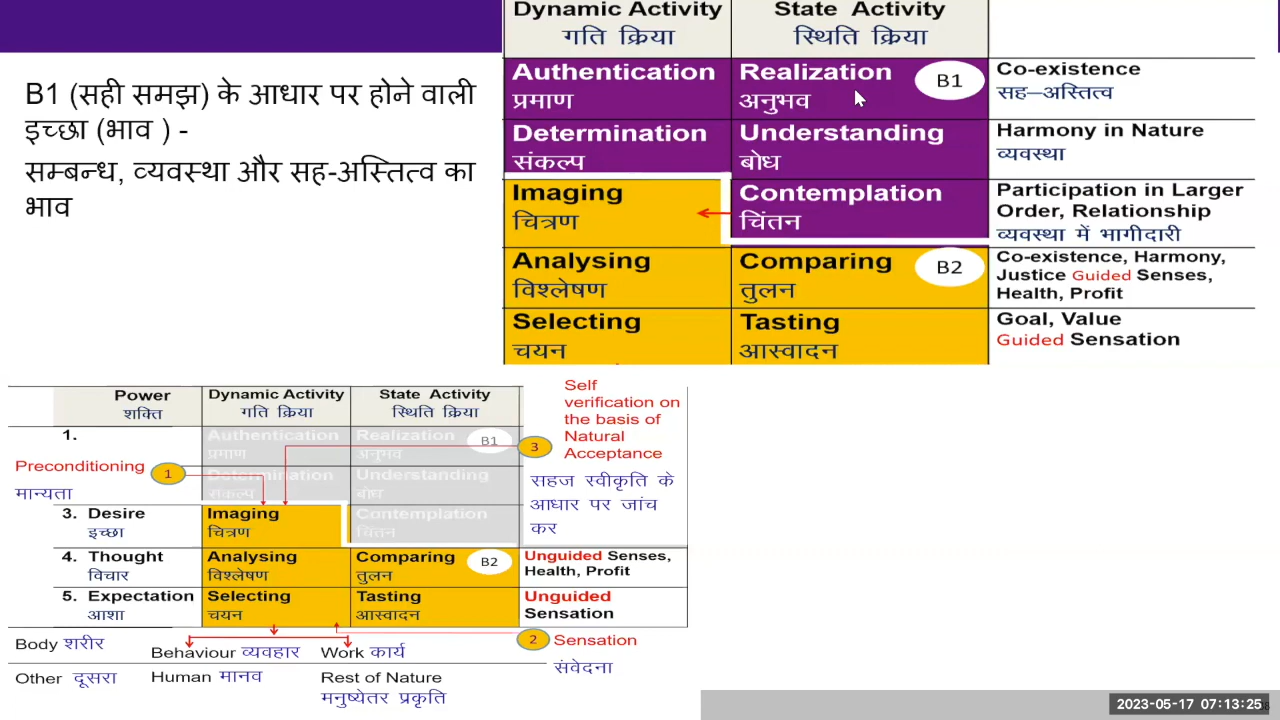 B1 (सही समझ) के आधार पर होने वाली
इच्छा (भाव ) -
सम्बन्ध, व्यवस्था और सह-अस्तित्व का
भाव
Dynamic Activity State Activity
गति क्रिया स्थिति क्रिया
Authentication Realization B1 Co-existence
प्रमाण अनुभव सह–अस्तित्व
Determination Understanding Harmony in Nature
संकल्प बोध व्यवस्था
Imaging Contemplation Participation in Larger
Order, Relationship
चित्रण चिंतन व्यवस्था में भागीदारी
Analysing Comparing B2 Co-existence, Harmony,
Justice Guided Senses,
विश्लेषण तुलन Health, Profit
Selecting Tasting Goal, Value
चयन आस्वादन Guided Sensation
Power Dynamic Activity State Activity
शक्ति गति क्रिया स्थिति क्रिया
Self
verification on
the basis of
Natural
Acceptance
1. Authentication Realization B1 3
प्रमाण अनुभव
Preconditioning 1 Determination Understanding
मान्यता संकल्प बोध
सहज स्वीकृति के
आधार पर जांच
कर
3. Desire Imaging Contemplation
इच्छा चित्रण चिंतन
4. Thought Analysing Comparing B2 Unguided Senses,
विचार विश्लेषण तुलन Health, Profit
5. Expectation Selecting Tasting Unguided
आशा चयन आस्वादन Sensation
Body शरीर Behaviour व्यवहार Work कार्य 2 Sensation
संवेदना
Other दूसरा Human मानव Rest of Nature
मनुष्येतर प्रकृति
2023-05-17 07:13:25